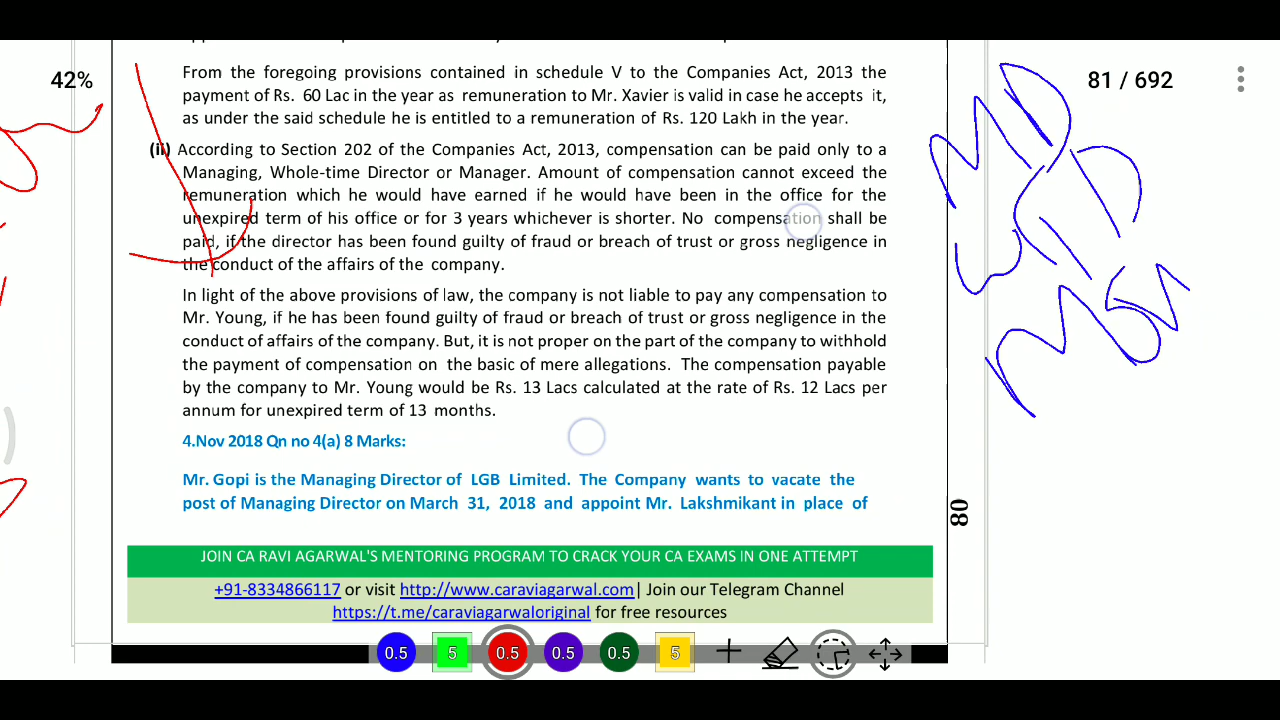 42%
81 / 692
From the foregoing provisions contained in schedule V to the Companies Act, 2013 the
payment of Rs. 60 Lac in the year as remuneration to Mr. Xavier is valid in case he accepts it,
as under the said schedule he is entitled to a remuneration of Rs. 120 Lakh in the year.
(ii) According to Section 202 of the Companies Act, 2013, compensation can be paid only to a
Managing, Whole-time Director or Manager. Amount of compensation cannot exceed the
remuneration which he would have earned if he would have been in the office for the
unexpired term of his office or for 3 years whichever is shorter. No compensation shall be
paid, if the director has been found guilty of fraud or breach of trust or gross negligence in
the conduct of the affairs of the company.
In light of the above provisions of law, the company is not liable to pay any compensation to
Mr. Young, if he has been found guilty of fraud or breach of trust or gross negligence in the
conduct of affairs of the company. But, it is not proper on the part of the company to withhold
the payment of compensation on the basic of mere allegations. The compensation payable
by the company to Mr. Young would be Rs. 13 Lacs calculated at the rate of Rs. 12 Lacs per
annum for unexpired term of 13 months.
4.Nov 2018 Qn no 4(a) 8 Marks:
Mr. Gopi is the Managing Director of LGB Limited. The Company wants to vacate the
post of Managing Director on March 31, 2018 and appoint Mr. Lakshmikant in place of
80
JOIN CA RAVI AGARWAL'S MENTORING PROGRAM TO CRACK YOUR CA EXAMS IN ONE ATTEMPT
+91-8334866117 or visit http://www.caraviagarwal.com| Join our Telegram Channel
https://t.me/caraviagarwaloriginal for free resources
0.5 5 0.5 0.5 0.5 5
MD
WTD